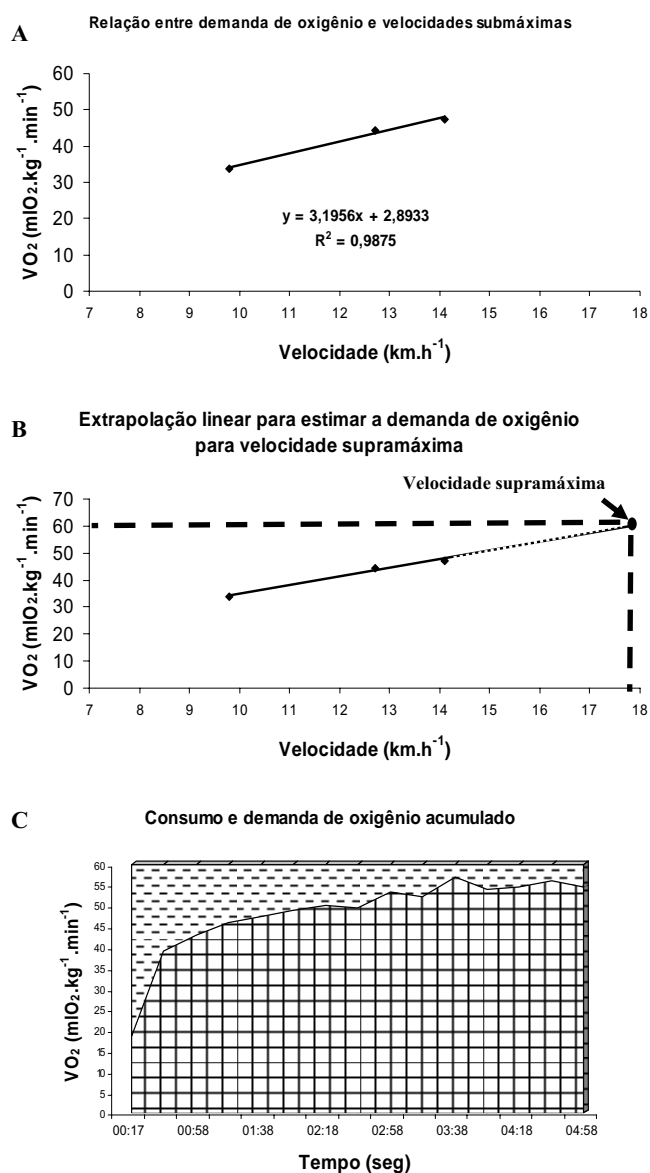 A
Relação entre demanda de oxigênio e velocidades submáximas
60
50
40
30
20
10
0
VO₂ (mlO₂.kg⁻¹.min⁻¹)
y = 3,1956x + 2,8933
R² = 0,9875
7 8 9 10 11 12 13 14 15 16 17 18
Velocidade (km.h⁻¹)
B
Extrapolação linear para estimar a demanda de oxigênio
para velocidade supramáxima
Velocidade supramáxima
70
60
50
40
30
20
10
0
VO₂ (mlO₂.kg⁻¹.min⁻¹)
7 8 9 10 11 12 13 14 15 16 17 18
Velocidade (km.h⁻¹)
C
Consumo e demanda de oxigênio acumulado
60
55
50
45
40
35
30
25
20
15
10
5
0
VO₂ (mlO₂.kg⁻¹.min⁻¹)
00:17 00:58 01:38 02:18 02:58 03:38 04:18 04:58
Tempo (seg)